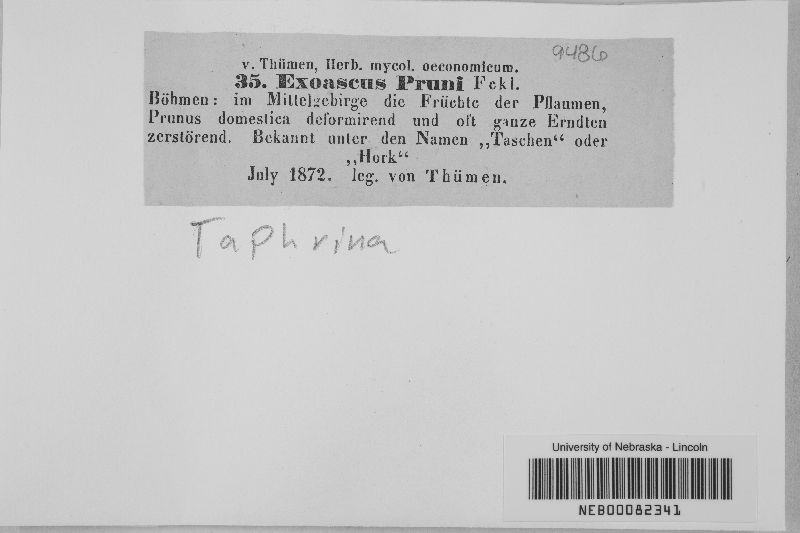 9486
v. Thümen, Herb. mycol. oeconomicum.
35. Exoascus Pruni Fckl.
Böhmen: im Mittelgebirge die Früchte der Pflaumen,
Prunus domestica deformirend und oft ganze Erndten
zerstörend. Bekannt unter den Namen „Taschen“ oder
„Hork“
July 1872. leg. von Thümen.
Taphrina
University of Nebraska - Lincoln
NEB00082341